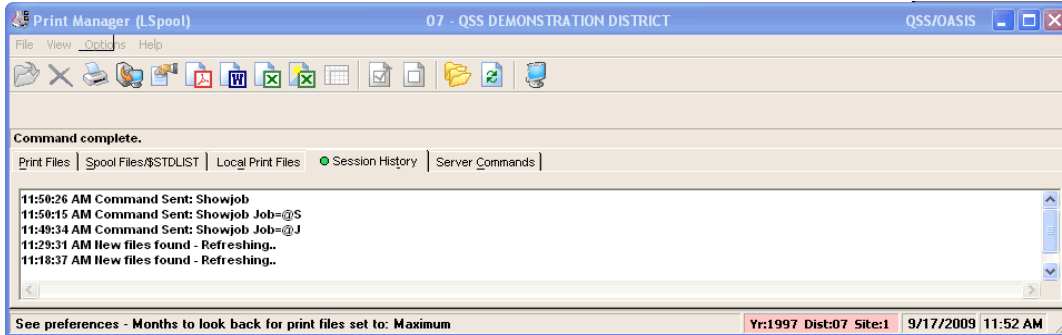 Print Manager (LSpool) 07 - QSS DEMONSTRATION DISTRICT QSS/OASIS
File View Options Help
Command complete.
Print Files Spool Files/$STDLIST Local Print Files Session History Server Commands
11:50:26 AM Command Sent: Showjob
11:50:15 AM Command Sent: Showjob Job=@S
11:49:34 AM Command Sent: Showjob Job=@J
11:29:31 AM New files found - Refreshing..
11:18:37 AM New files found - Refreshing..
See preferences - Months to look back for print files set to: Maximum Yr:1997 Dist:07 Site:1 9/17/2009 11:52 AM